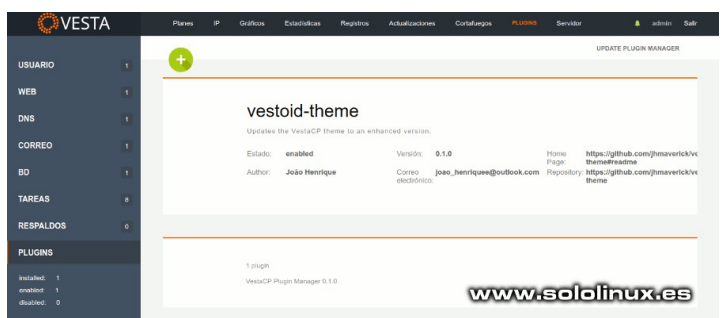 VESTA
Planes IP Gráficos Estadísticas Registros Actualizaciones Cortafuegos PLUGINS Servidor admin Salir
UPDATE PLUGIN MANAGER
USUARIO 1
WEB 1
DNS 1
CORREO 1
BD 1
TAREAS 8
RESPALDOS 0
PLUGINS
installed: 1
enabled: 1
disabled: 0
vestoid-theme
Updates the VestaCP theme to an enhanced version.
Estado: enabled Versión: 0.1.0 Home Page: https://github.com/jhmaverick/ve
theme#readme
Author: João Henrique Correo electrónico: joao_henriquee@outlook.com Repository: https://github.com/jhmaverick/ve
theme
1 plugin
VestaCP Plugin Manager 0.1.0
www.sololinux.es